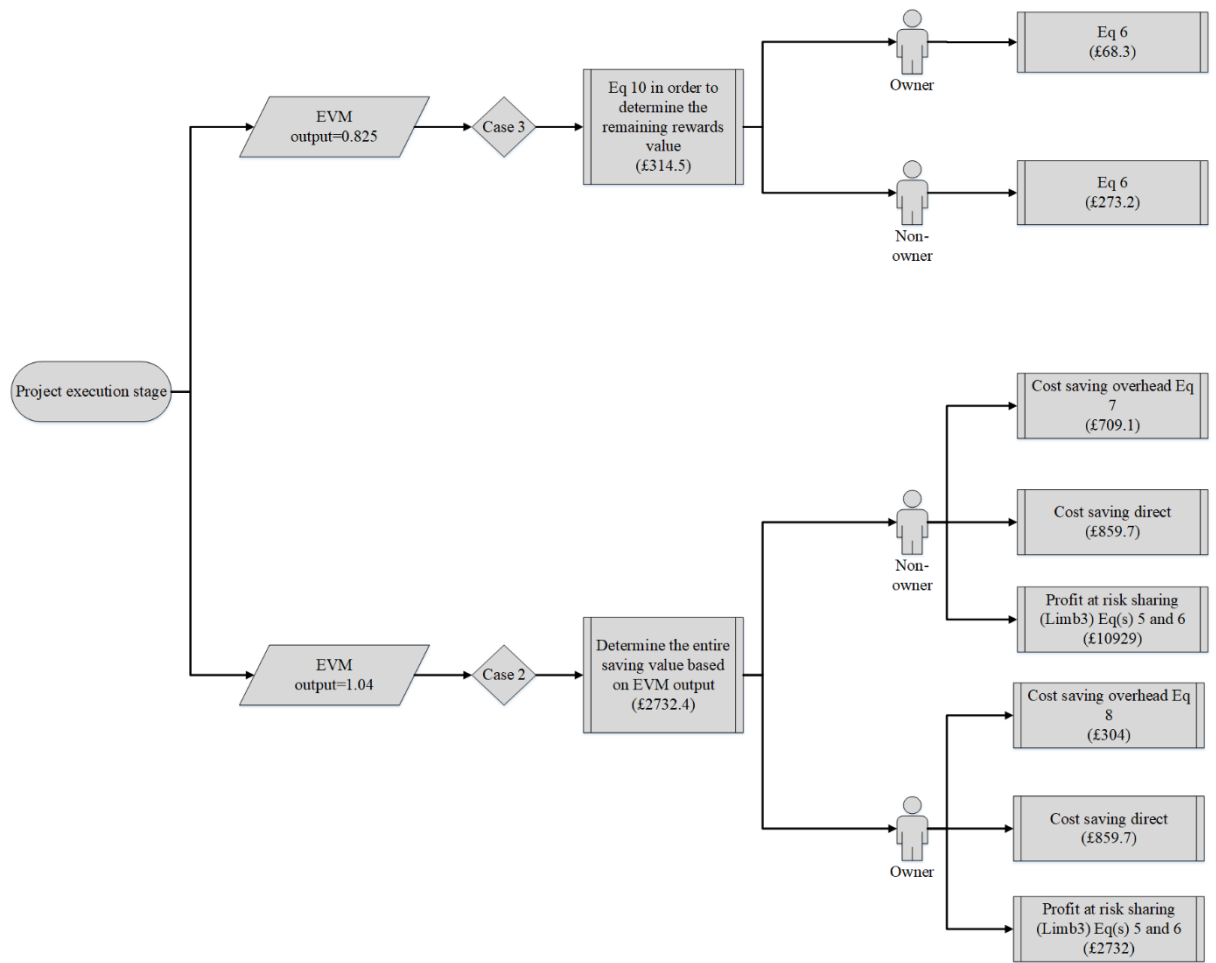 Project execution stage
EVM
output=0.825
Case 3
Eq 10 in order to
determine the
remaining rewards
value
(£314.5)
Owner
Eq 6
(£68.3)
Non-
owner
Eq 6
(£273.2)
EVM
output=1.04
Case 2
Determine the entire
saving value based
on EVM output
(£2732.4)
Non-
owner
Cost saving overhead Eq
7
(£709.1)
Cost saving direct
(£859.7)
Profit at risk sharing
(Limb3) Eq(s) 5 and 6
(£10929)
Owner
Cost saving overhead Eq
8
(£304)
Cost saving direct
(£859.7)
Profit at risk sharing
(Limb3) Eq(s) 5 and 6
(£2732)